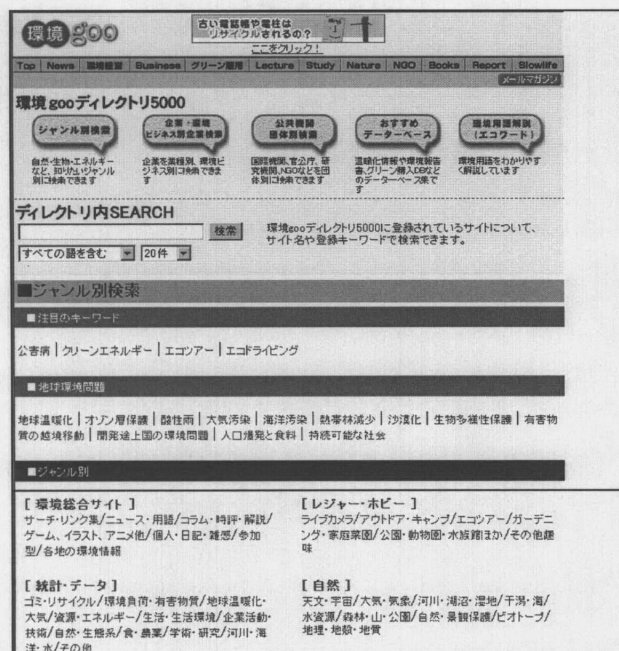 環境goo
古い電話帳や電柱は
リサイクルされるの?
ここをクリック!
Top News 環境経営 Business グリーン雇用 Lecture Study Nature NGO Books Report Slowlife
メールマガジン
環境gooディレクトリ5000
ジャンル別検索
企業・環境
ビジネス別企業検索
公共機関
団体別検索
おすすめ
データーベース
環境用語解説
(エコワード)
自然・生物・エネルギー
など、知りたいジャンル
別に検索できます
企業を業種別、環境ビ
ジネス別に検索できま
す
国際機関、官公庁、研
究機関、NGOなどを団
体別に検索できます
温暖化情報や環境報告
書、グリーン購入DBなど
のデーターベース集で
す
環境用語をわかりやす
く解説しています
ディレクトリ内SEARCH
検索
環境gooディレクトリ5000に登録されているサイトについて、
サイト名や登録キーワードで検索できます。
すべての語を含む 20件
■ジャンル別検索
■注目のキーワード
公害病|クリーンエネルギー|エコツアー|エコドライビング
■地球環境問題
地球温暖化|オゾン層保護|酸性雨|大気汚染|海洋汚染|熱帯林減少|沙漠化|生物多様性保護|有害物
質の越境移動|開発途上国の環境問題|人口爆発と食料|持続可能な社会
■ジャンル別
[ 環境総合サイト ]
サーチ・リンク集/ニュース・用語/コラム・時評・解説/
ゲーム、イラスト、アニメ他/個人・日記・雑感/参加
型/各地の環境情報
[ レジャー・ホビー ]
ライブカメラ/アウトドア・キャンプ/エコツアー/ガーデニ
ング・家庭菜園/公園・動物園・水族館ほか/その他趣
味
[ 統計・データ ]
ゴミ・リサイクル/環境負荷・有害物質/地球温暖化・
大気/資源・エネルギー/生活・生活環境/企業活動・
技術/自然・生態系/食・農業/学術・研究/河川・海
洋・水/その他
[ 自然 ]
天文・宇宙/大気・気象/河川・湖沼・湿地/干潟・海/
水資源/森林・山・公園/自然・景観保護/ビオトープ/
地理・地殻・地質